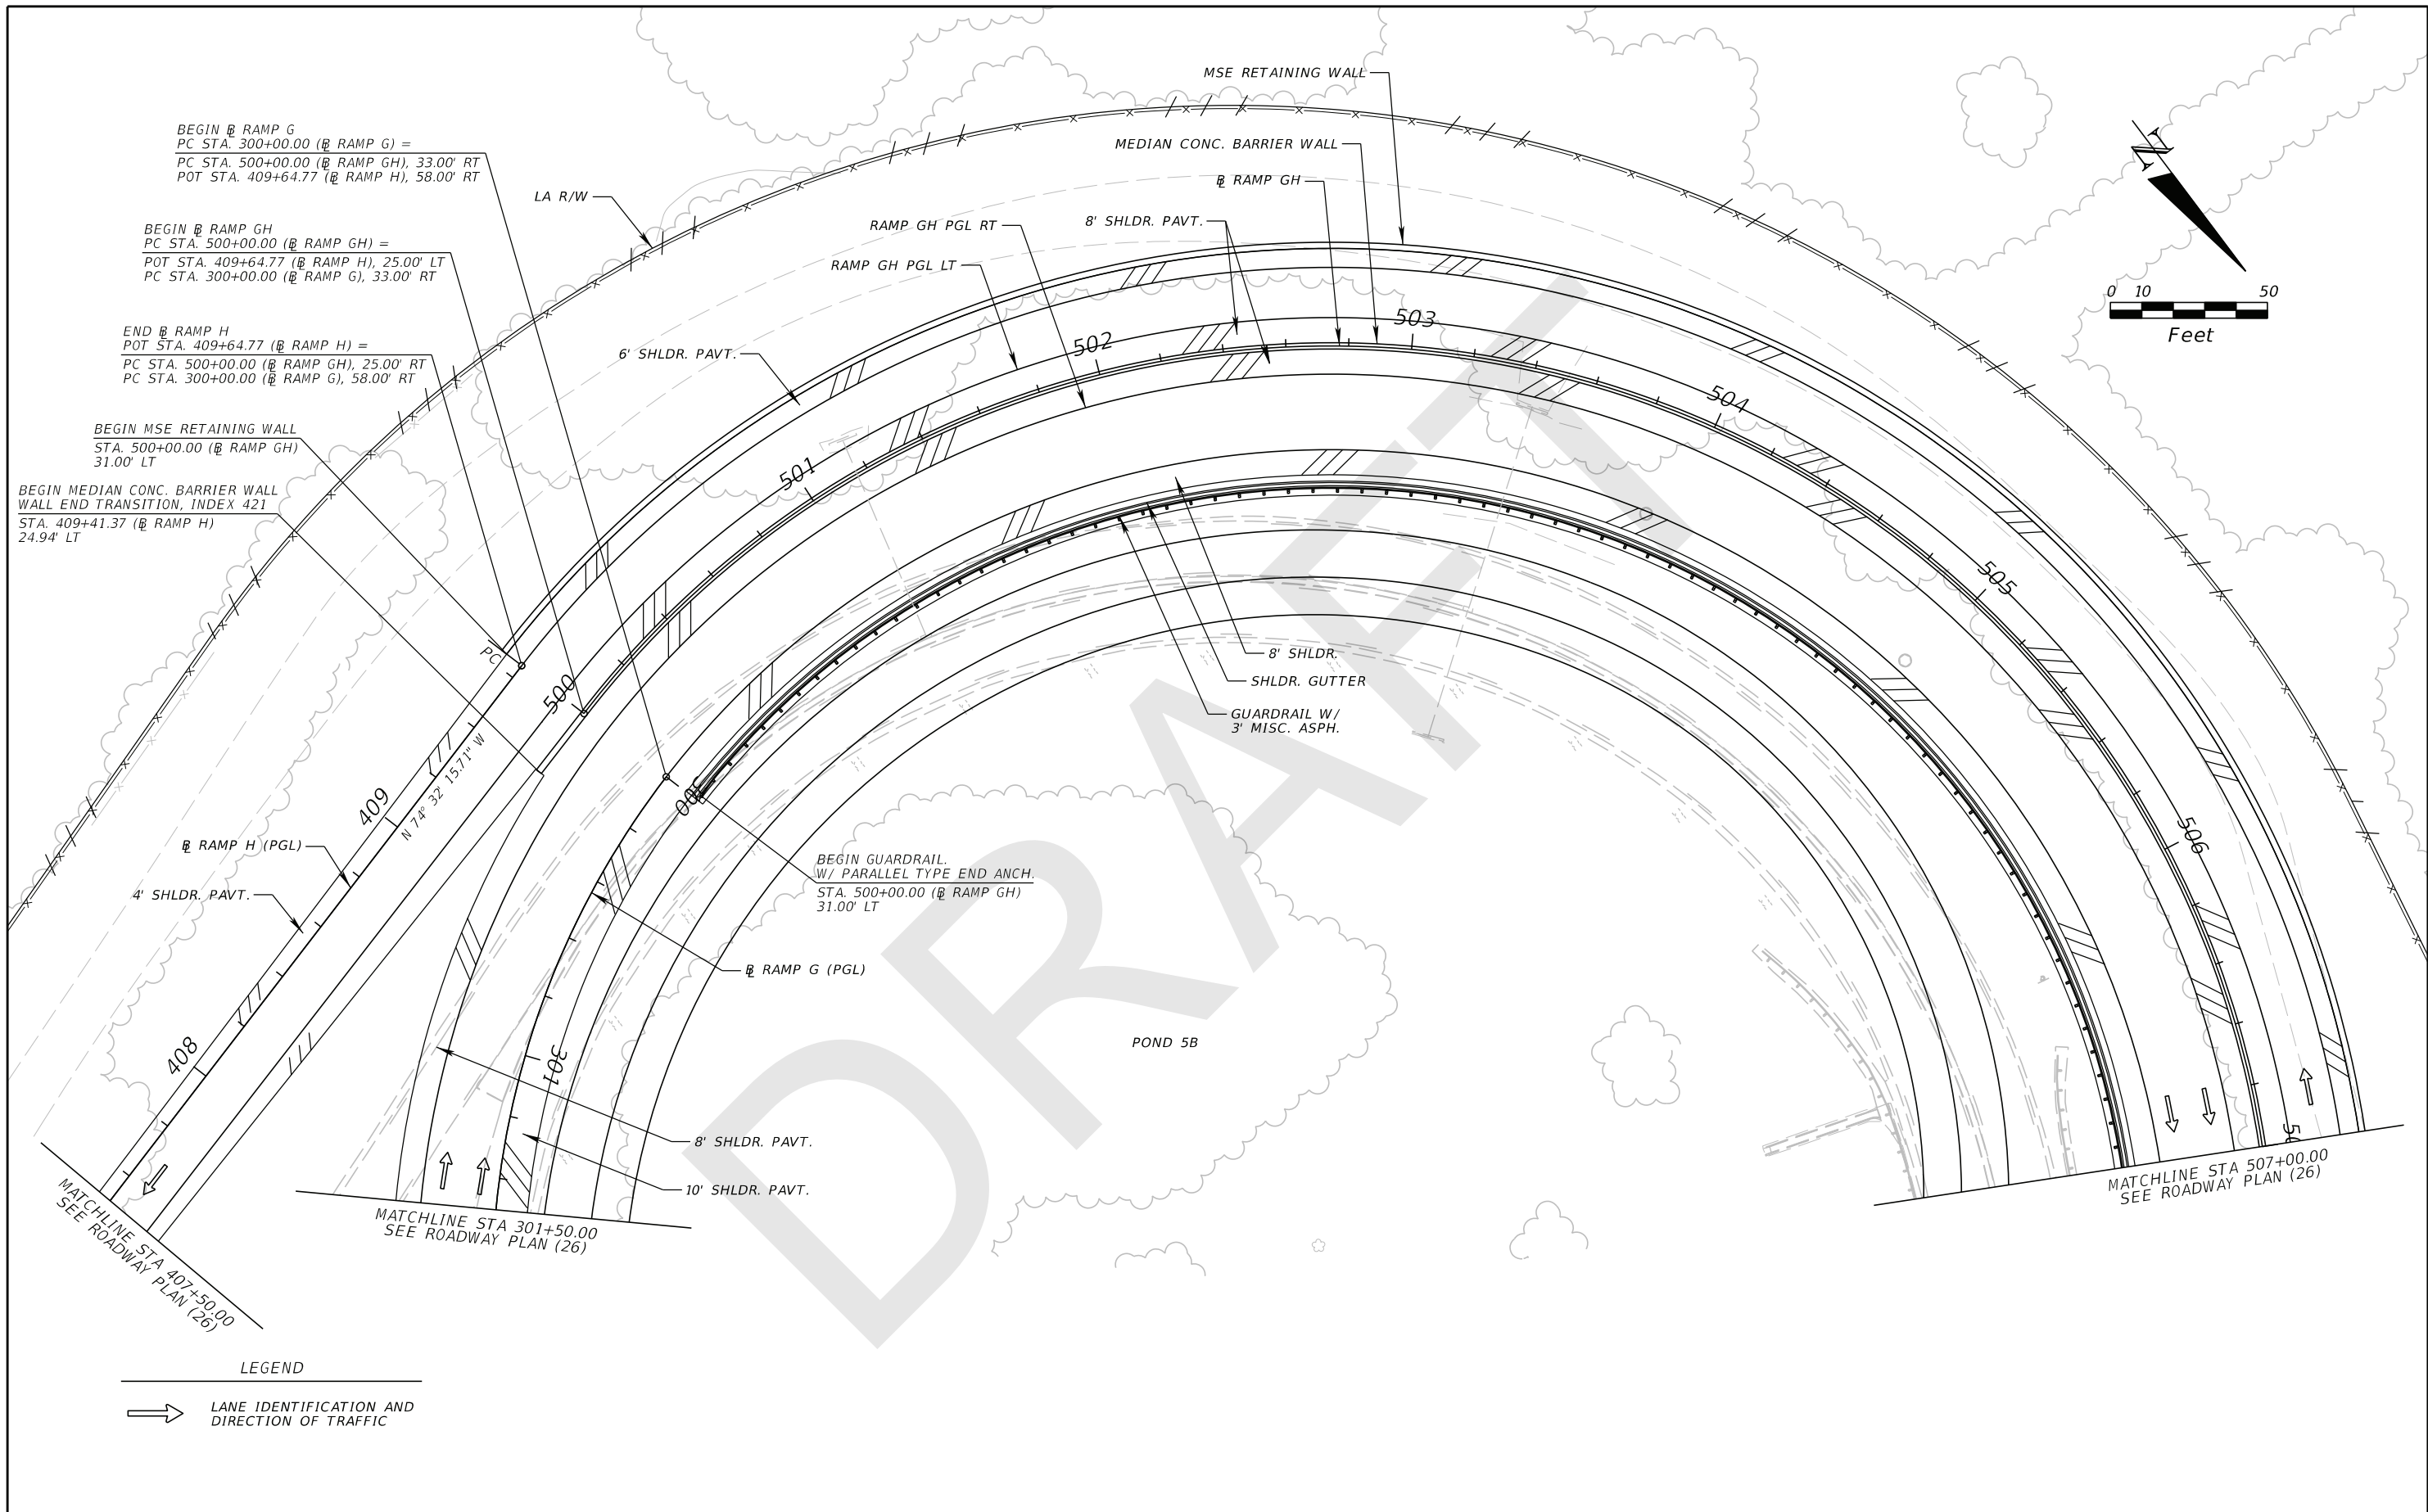 MSE RETAINING WALL
MEDIAN CONC. BARRIER WALL
℄ RAMP GH
8' SHLDR. PAVT.
RAMP GH PGL RT
RAMP GH PGL LT
LA R/W
6' SHLDR. PAVT.
BEGIN ℄ RAMP G
PC STA. 300+00.00 (℄ RAMP G) =
PC STA. 500+00.00 (℄ RAMP GH), 33.00' RT
POT STA. 409+64.77 (℄ RAMP H), 58.00' RT
BEGIN ℄ RAMP GH
PC STA. 500+00.00 (℄ RAMP GH) =
POT STA. 409+64.77 (℄ RAMP H), 25.00' LT
PC STA. 300+00.00 (℄ RAMP G), 33.00' RT
END ℄ RAMP H
POT STA. 409+64.77 (℄ RAMP H) =
PC STA. 500+00.00 (℄ RAMP GH), 25.00' RT
PC STA. 300+00.00 (℄ RAMP G), 58.00' RT
BEGIN MSE RETAINING WALL
STA. 500+00.00 (℄ RAMP GH)
31.00' LT
BEGIN MEDIAN CONC. BARRIER WALL
WALL END TRANSITION, INDEX 421
STA. 409+41.37 (℄ RAMP H)
24.94' LT
N
0 10 50
Feet
PC
500
501
502
503
504
505
506
408
409
N 74° 32' 15.71" W
℄ RAMP H (PGL)
4' SHLDR. PAVT.
8' SHLDR.
SHLDR. GUTTER
GUARDRAIL W/
3' MISC. ASPH.
BEGIN GUARDRAIL.
W/ PARALLEL TYPE END ANCH.
STA. 500+00.00 (℄ RAMP GH)
31.00' LT
℄ RAMP G (PGL)
301
POND 5B
8' SHLDR. PAVT.
10' SHLDR. PAVT.
MATCHLINE STA 407+50.00
SEE ROADWAY PLAN (26)
MATCHLINE STA 301+50.00
SEE ROADWAY PLAN (26)
MATCHLINE STA 507+00.00
SEE ROADWAY PLAN (26)
LEGEND
LANE IDENTIFICATION AND
DIRECTION OF TRAFFIC
DRAFT